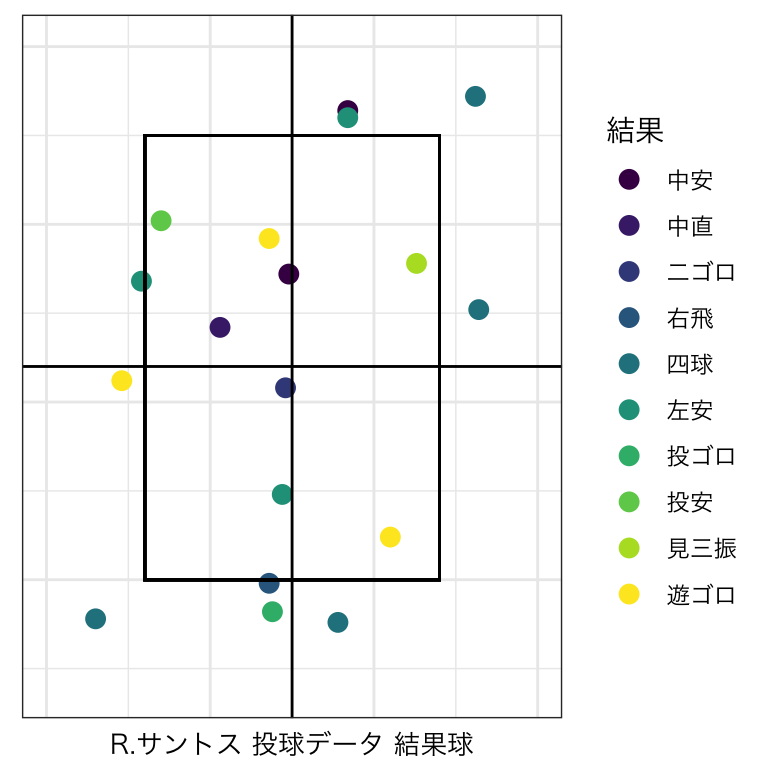 結果
中安
中直
二ゴロ
右飛
四球
左安
投ゴロ
投安
見三振
遊ゴロ
R.サントス 投球データ 結果球